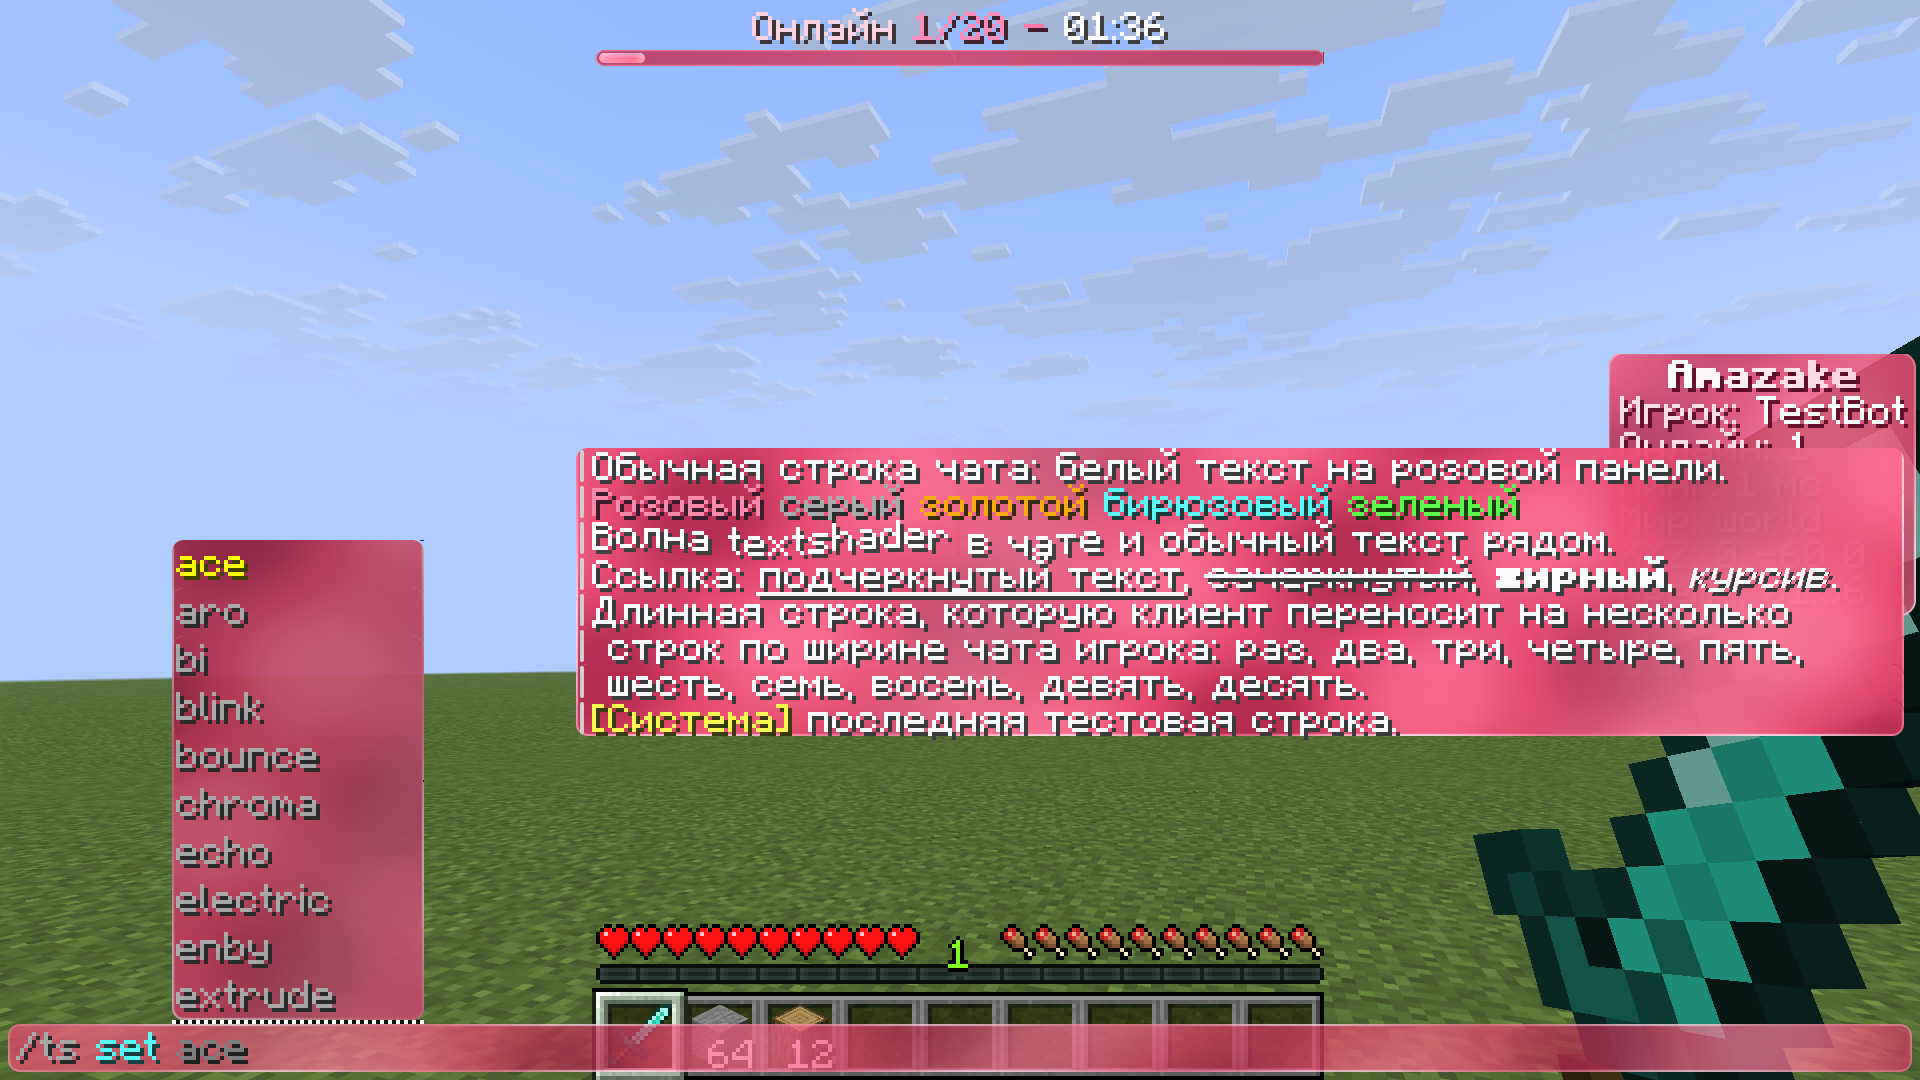 Онлайн 1/20 – 01:36
Amazake
Игрок: TestBot
Онлайн: 1
Обычная строка чата: белый текст на розовой панели.
Розовый серый золотой бирюзовый зеленый
Волна textshader в чате и обычный текст рядом.
Ссылка: подчеркнутый текст, зачеркнутый, жирный, курсив.
Длинная строка, которую клиент переносит на несколько
строк по ширине чата игрока: раз, два, три, четыре, пять,
шесть, семь, восемь, девять, десять.
[Система] последняя тестовая строка.
ace
aro
bi
blink
bounce
chroma
echo
electric
enby
extrude
1
64 12
/ts set ace